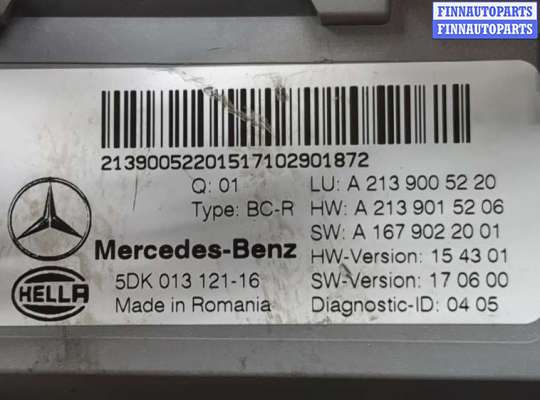 FINNAUTOPARTS
FINNAUTOPARTS
21390052201517102901872
Q: 01 LU: A 213 900 52 20
Type: BC-R HW: A 213 901 52 06
SW: A 167 902 20 01
Mercedes-Benz HW-Version: 15 43 01
HELLA 5DK 013 121-16 SW-Version: 17 06 00
Made in Romania Diagnostic-ID: 04 05